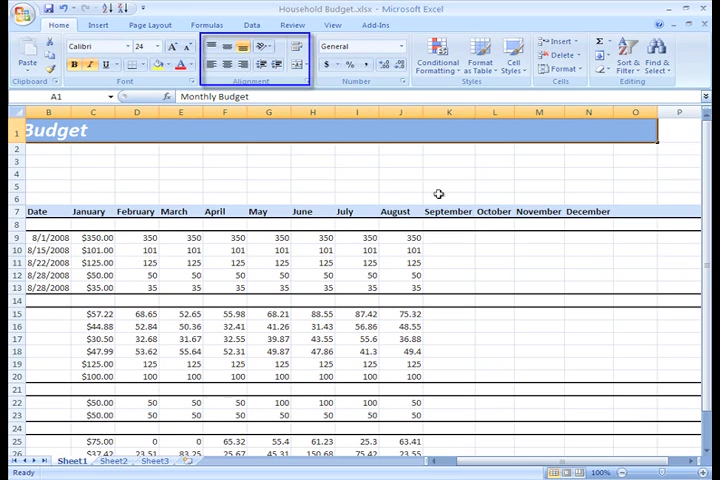 Household Budget.xlsx - Microsoft Excel
Home Insert Page Layout Formulas Data Review View Add-Ins
Calibri 24 A A General Insert Σ
Paste B I U A $ % , Conditional Formatting Format as Table Cell Styles Delete Format Sort & Filter Find & Select
Clipboard Font Alignment Number Styles Cells Editing
A1 fx Monthly Budget
B C D E F G H I J K L M N O P
1 Budget
2
3
4
5
6
7 Date January February March April May June July August September October November December
8
9 8/1/2008 $350.00 350 350 350 350 350 350 350
10 8/15/2008 $101.00 101 101 101 101 101 101 101
11 8/22/2008 $125.00 125 125 125 125 125 125 125
12 8/28/2008 $50.00 50 50 50 50 50 50 50
13 8/28/2008 $35.00 35 35 35 35 35 35 35
14
15 $57.22 68.65 52.65 55.98 68.21 88.55 87.42 75.32
16 $44.88 52.84 50.36 32.41 41.26 31.43 56.86 48.55
17 $30.50 32.68 31.67 32.55 39.87 43.55 55.6 36.88
18 $47.99 53.62 55.64 52.31 49.87 47.86 41.3 49.4
19 $125.00 125 125 125 125 125 125 125
20 $100.00 100 100 100 100 100 100 100
21
22 $50.00 50 50 50 100 100 100 50
23 $50.00 50 50 50 50 50 50 50
24
25 $75.00 0 0 65.32 55.4 61.23 25.3 63.41
26 $37.42 23.51 83.25 25.67 45.31 150.68 75.42 23.55
Sheet1 Sheet2 Sheet3
Ready 100%